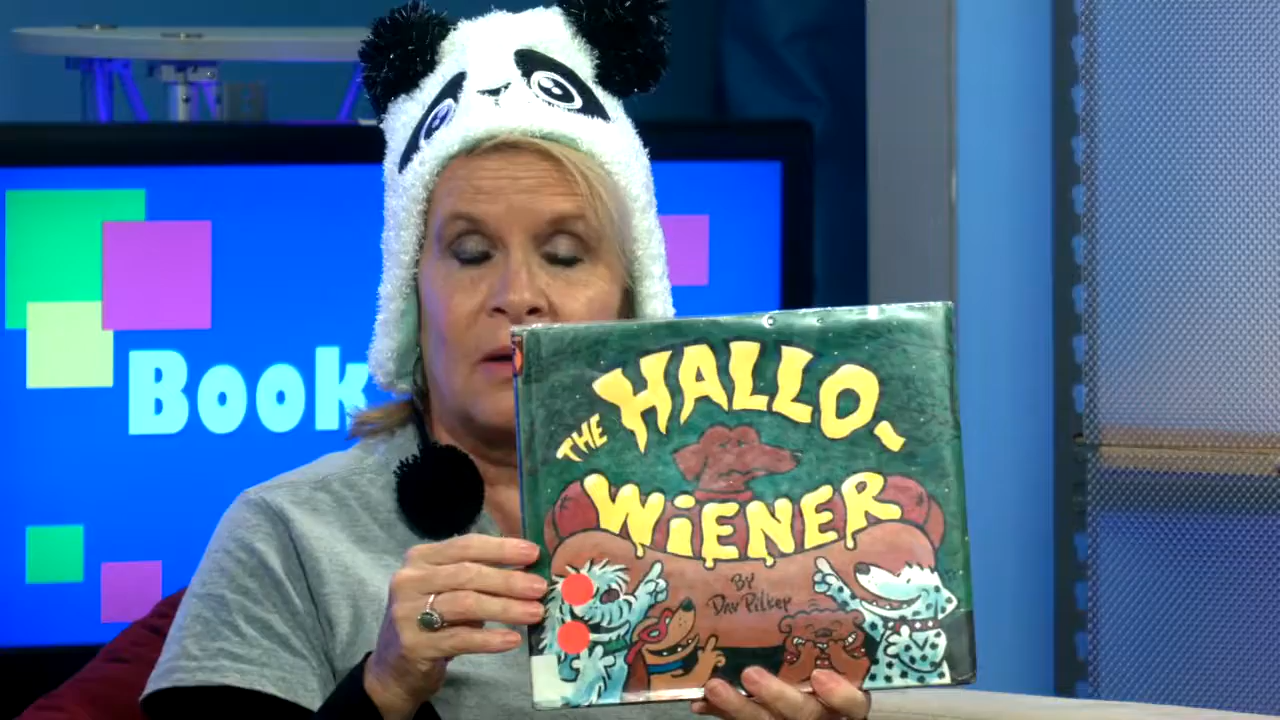 Book
THE HALLO-
WIENER
BY
DAV PILKEY